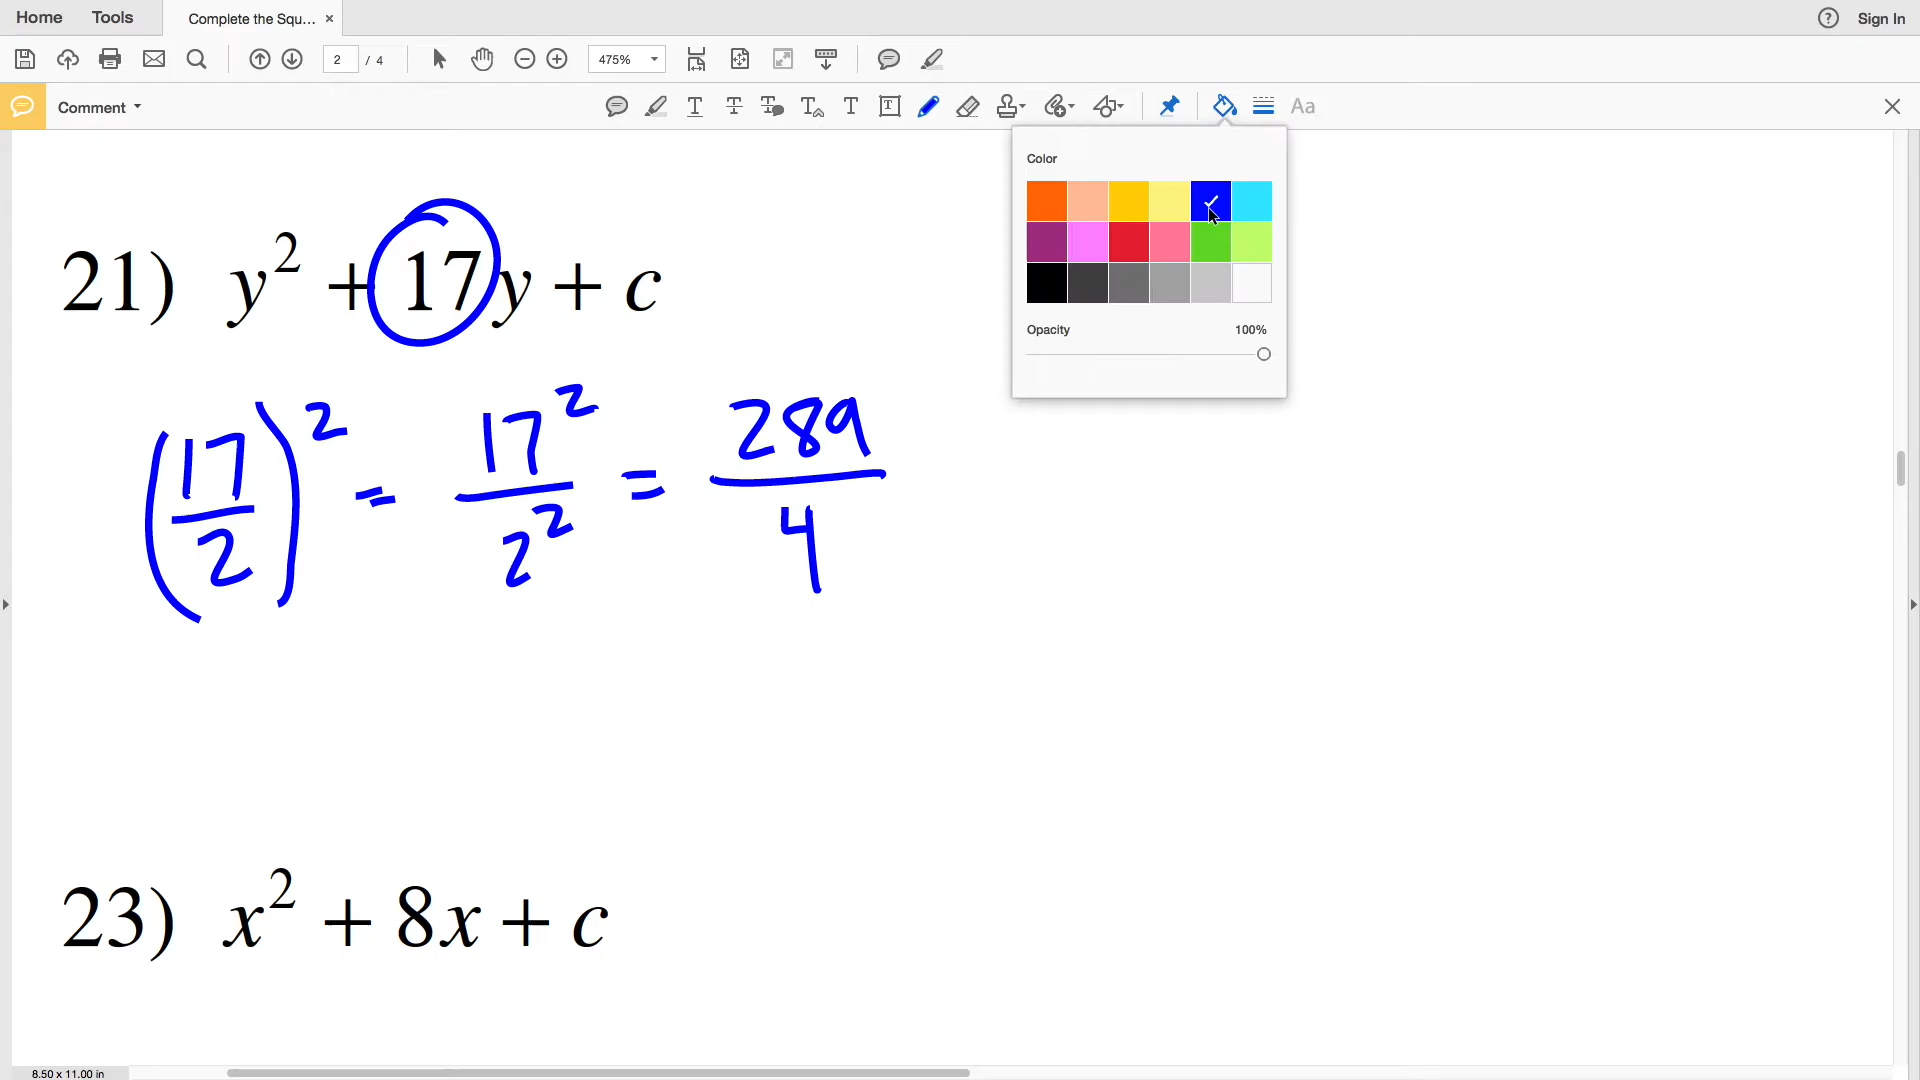 Home Tools Complete the Squ... × ? Sign In
2 / 4 475%
Comment T T T T T T Aa
Color
21) y² + 17y + c
Opacity 100%
(17/2)² = 17²/2² = 289/4
23) x² + 8x + c
8.50 x 11.00 in